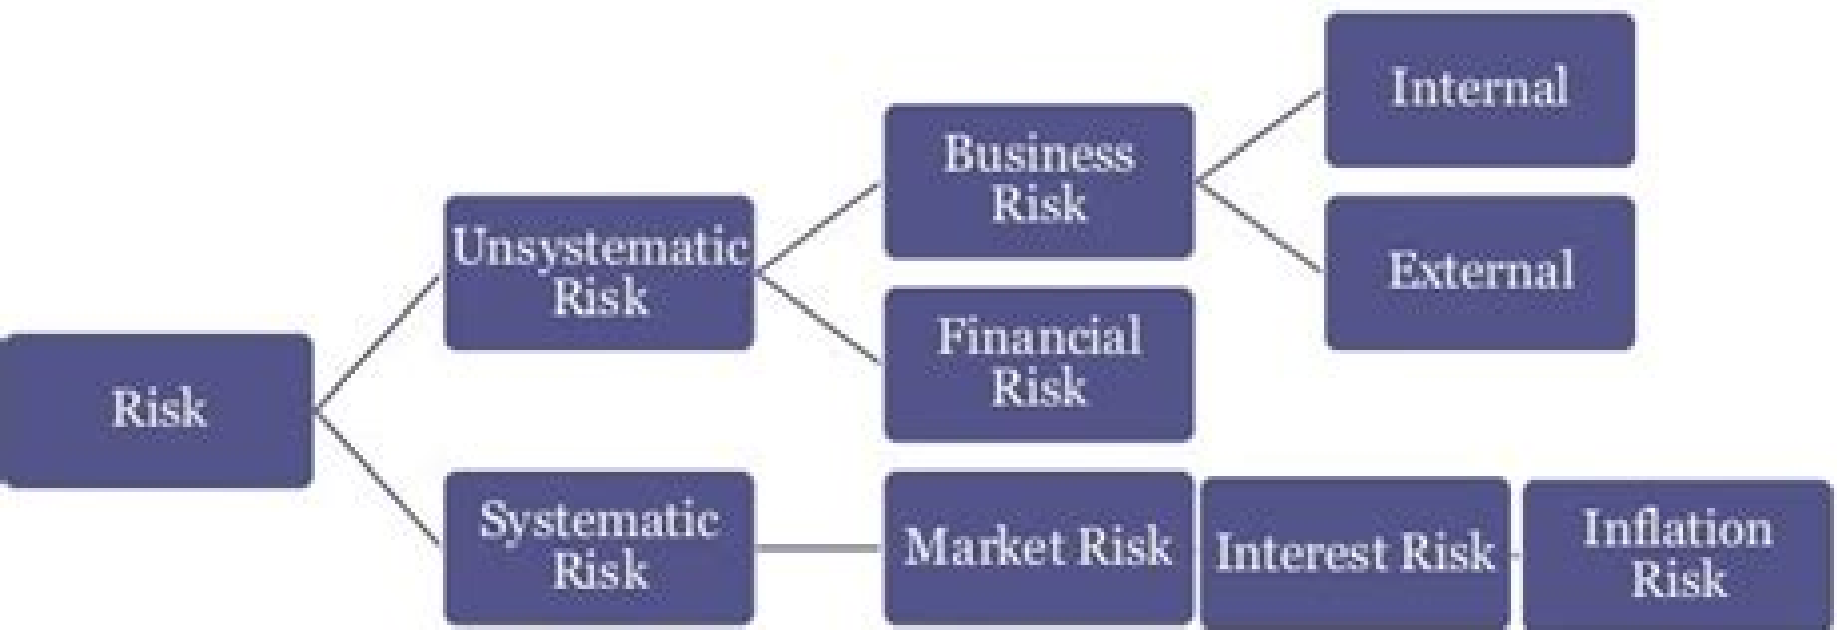 Risk
Unsystematic
Risk
Business
Risk
Internal
External
Financial
Risk
Systematic
Risk
Market Risk
Interest Risk
Inflation
Risk